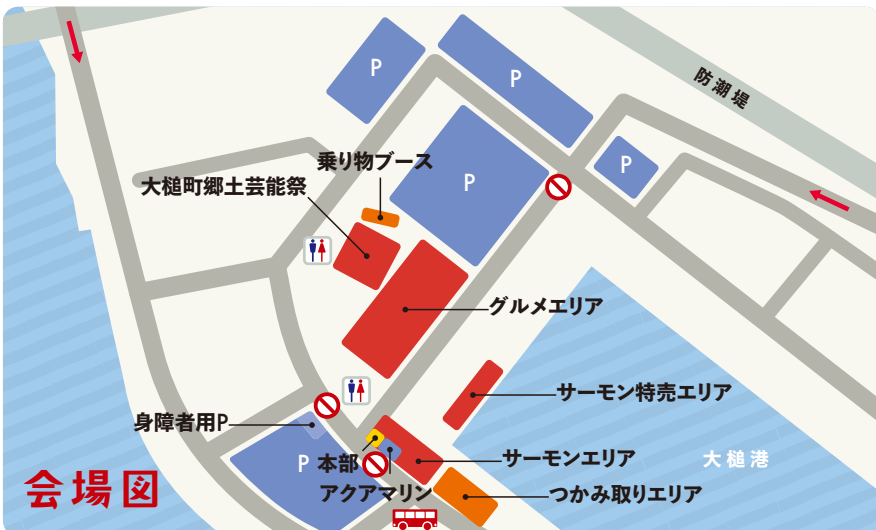 P
P
防潮堤
P
乗り物ブース
P
大槌町郷土芸能祭
グルメエリア
サーモン特売エリア
身障者用P
P
本部
サーモンエリア
大槌港
アクアマリン
つかみ取りエリア
会場図